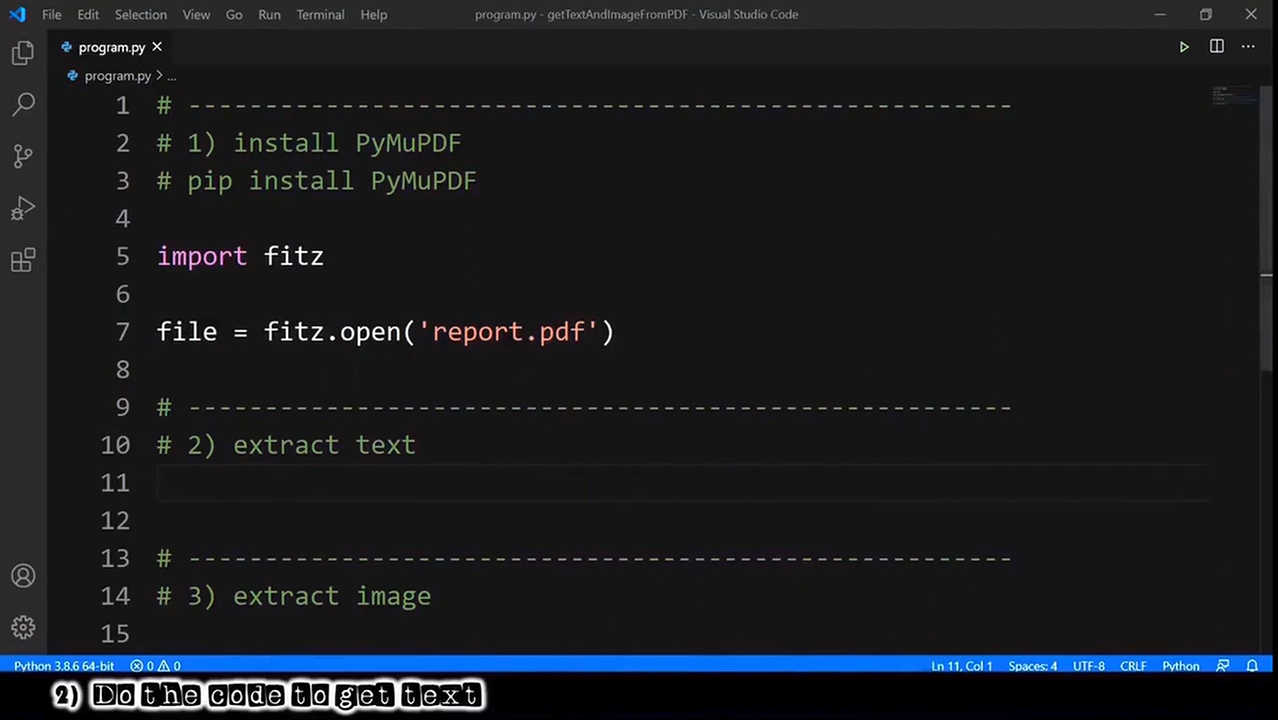 File Edit Selection View Go Run Terminal Help program.py - getTextAndImageFromPDF - Visual Studio Code
program.py
program.py > ...
1 # ------------------------------------------------------
2 # 1) install PyMuPDF
3 # pip install PyMuPDF
4
5 import fitz
6
7 file = fitz.open('report.pdf')
8
9 # ------------------------------------------------------
10 # 2) extract text
11
12
13 # ------------------------------------------------------
14 # 3) extract image
15
Python 3.8.6 64-bit 0 0 Ln 11, Col 1 Spaces: 4 UTF-8 CRLF Python
2) Do the code to get text